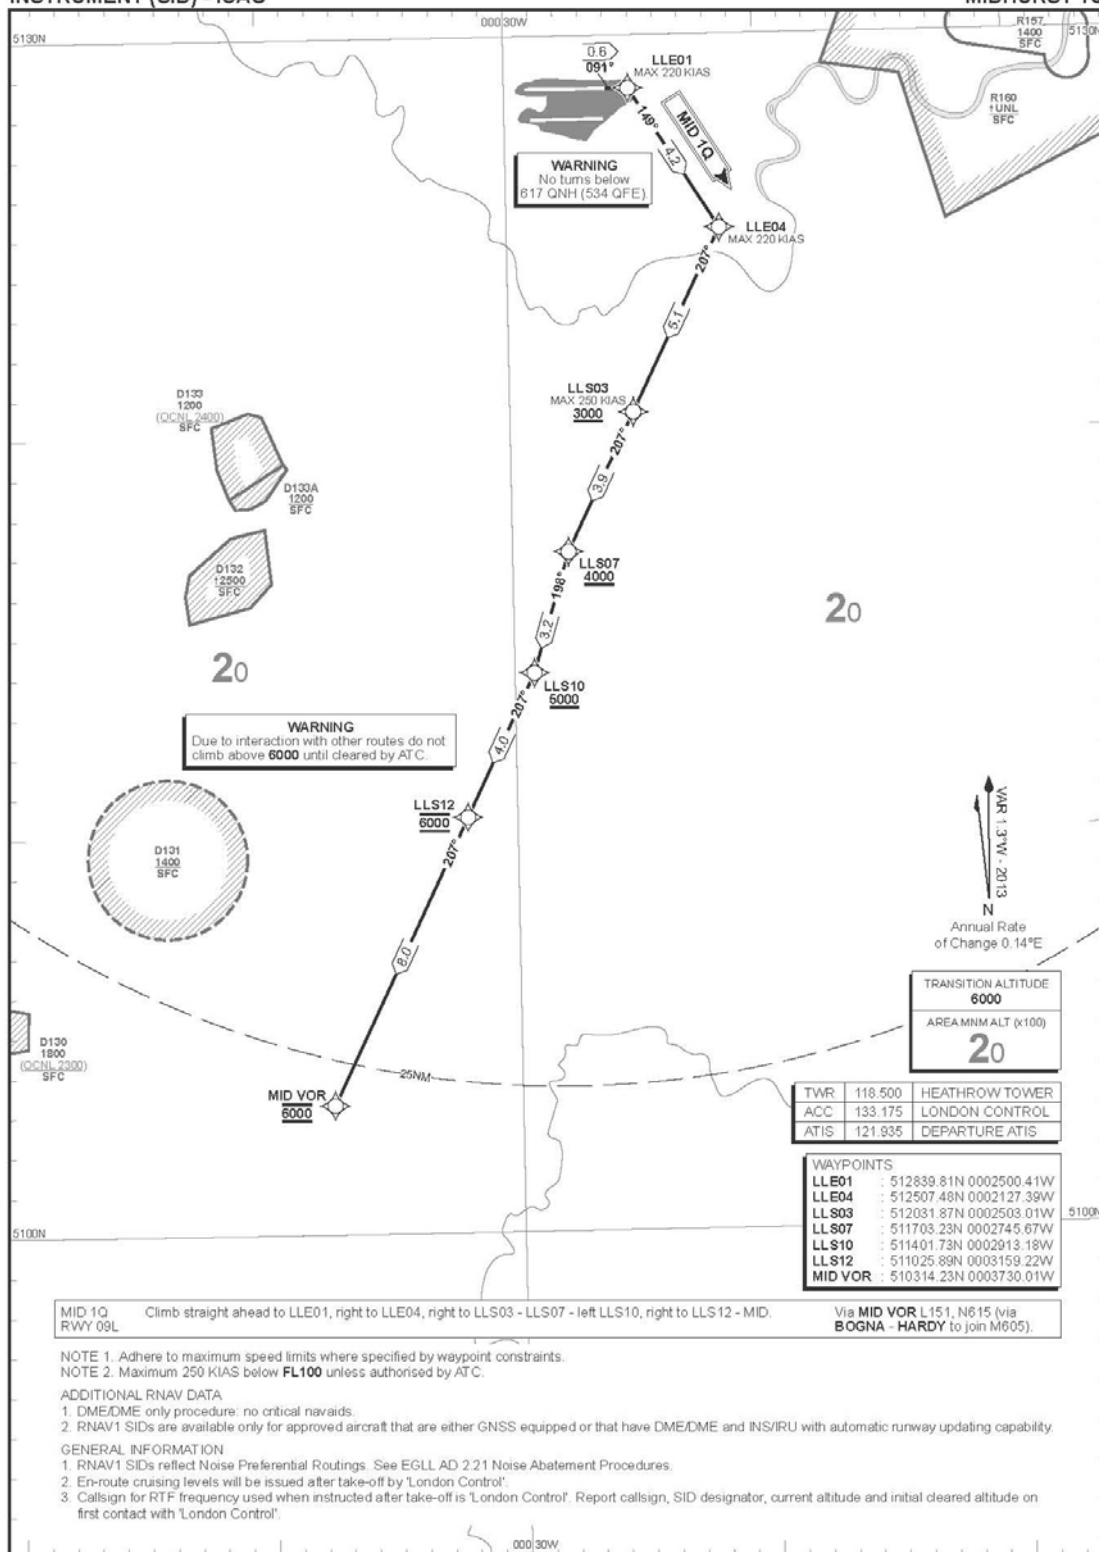 INSTRUMENT (SID) - ICAO
MIDHURST 1Q
000 30W
5130N
5130N
R157
1400
SFC
0.6
091°
LLE01
MAX 220 KIAS
149°
4.2
MID 1Q
R160
↑UNL
SFC
WARNING
No turns below
617 QNH (534 QFE).
LLE04
MAX 220 KIAS
207°
5.1
LLS03
MAX 250 KIAS
3000
207°
3.9
D133
1200
(OCNL 2400)
SFC
D133A
1200
SFC
LLS07
4000
198°
3.2
D132
↑2500
SFC
20
20
LLS10
5000
207°
4.0
WARNING
Due to interaction with other routes do not
climb above 6000 until cleared by ATC.
LLS12
6000
207°
8.0
D131
1400
SFC
VAR 1.3°W - 2013
N
Annual Rate
of Change 0.14°E
TRANSITION ALTITUDE
6000
AREA MNM ALT (x100)
20
D130
1800
(OCNL 2300)
SFC
25NM
MID VOR
6000
TWR 118.500 HEATHROW TOWER
ACC 133.175 LONDON CONTROL
ATIS 121.935 DEPARTURE ATIS
WAYPOINTS
LLE01 : 512839.81N 0002500.41W
LLE04 : 512507.48N 0002127.39W
LLS03 : 512031.87N 0002503.01W
LLS07 : 511703.23N 0002745.67W
LLS10 : 511401.73N 0002913.18W
LLS12 : 511025.89N 0003159.22W
MID VOR : 510314.23N 0003730.01W
5100N
5100N
MID 1Q Climb straight ahead to LLE01, right to LLE04, right to LLS03 - LLS07 - left LLS10, right to LLS12 - MID. Via MID VOR L151, N615 (via
RWY 09L BOGNA - HARDY to join M605).
NOTE 1. Adhere to maximum speed limits where specified by waypoint constraints.
NOTE 2. Maximum 250 KIAS below FL100 unless authorised by ATC.
ADDITIONAL RNAV DATA
1. DME/DME only procedure: no critical navaids.
2. RNAV1 SIDs are available only for approved aircraft that are either GNSS equipped or that have DME/DME and INS/IRU with automatic runway updating capability.
GENERAL INFORMATION
1. RNAV1 SIDs reflect Noise Preferential Routings. See EGLL AD 2.21 Noise Abatement Procedures.
2. En-route cruising levels will be issued after take-off by 'London Control'.
3. Callsign for RTF frequency used when instructed after take-off is 'London Control'. Report callsign, SID designator, current altitude and initial cleared altitude on
first contact with 'London Control'.
000 30W